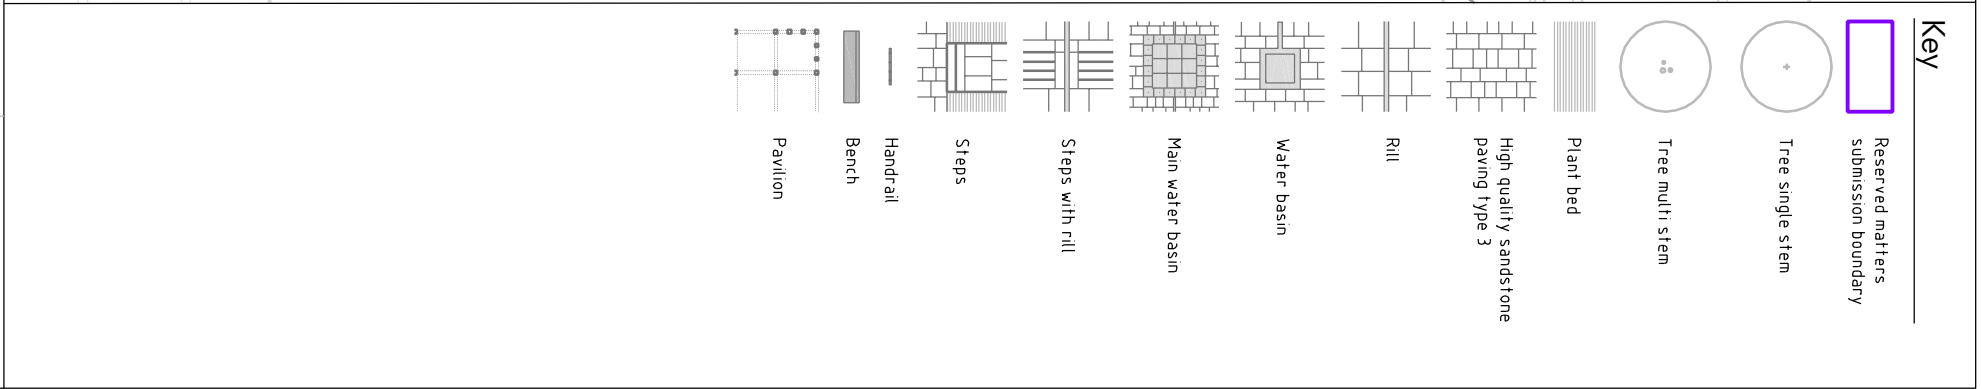 Key
Reserved matters
submission boundary
Tree single stem
Tree multi stem
Plant bed
High quality sandstone
paving type 3
Rill
Water basin
Main water basin
Steps with rill
Steps
Handrail
Bench
Pavilion